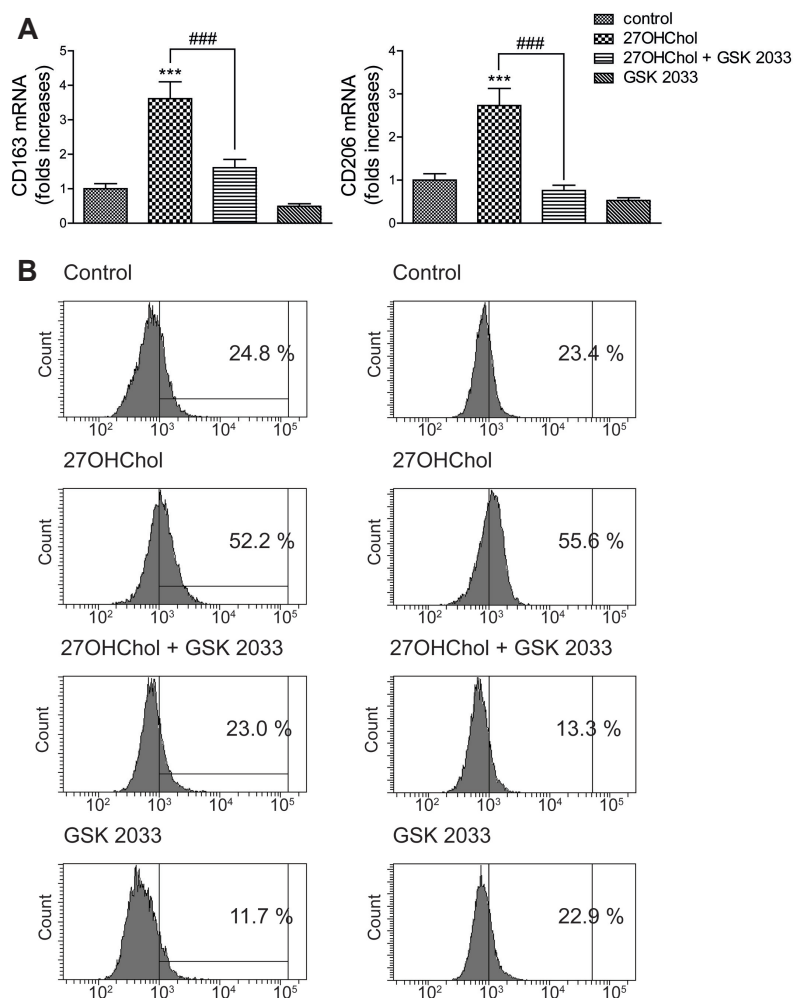 A
control
27OHChol
27OHChol + GSK 2033
GSK 2033
CD163 mRNA
(folds increases)
5
4
3
2
1
0
***
###
CD206 mRNA
(folds increases)
4
3
2
1
0
***
###
B
Control
Control
Count
24.8 %
10² 10³ 10⁴ 10⁵
Count
23.4 %
10² 10³ 10⁴ 10⁵
27OHChol
27OHChol
Count
52.2 %
10² 10³ 10⁴ 10⁵
Count
55.6 %
10² 10³ 10⁴ 10⁵
27OHChol + GSK 2033
27OHChol + GSK 2033
Count
23.0 %
10² 10³ 10⁴ 10⁵
Count
13.3 %
10² 10³ 10⁴ 10⁵
GSK 2033
GSK 2033
Count
11.7 %
10² 10³ 10⁴ 10⁵
Count
22.9 %
10² 10³ 10⁴ 10⁵